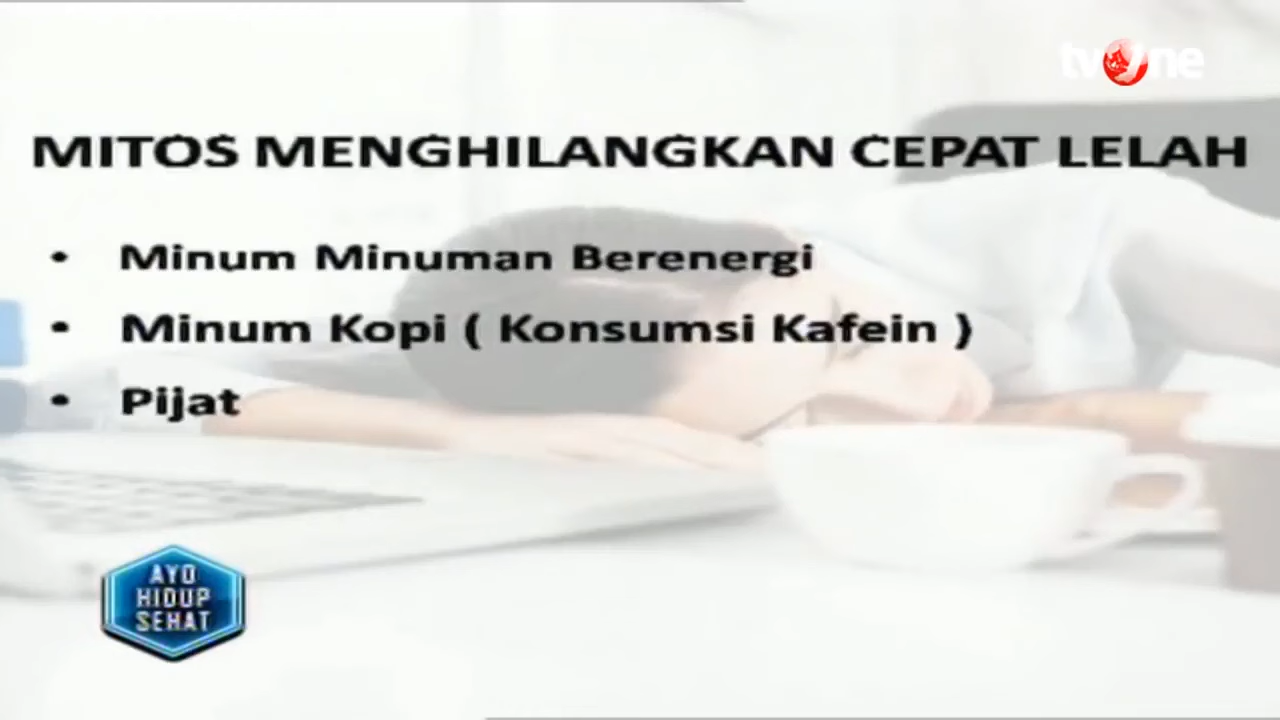 tvOne
MITOS MENGHILANGKAN CEPAT LELAH
• Minum Minuman Berenergi
• Minum Kopi ( Konsumsi Kafein )
• Pijat
AYO
HIDUP
SEHAT